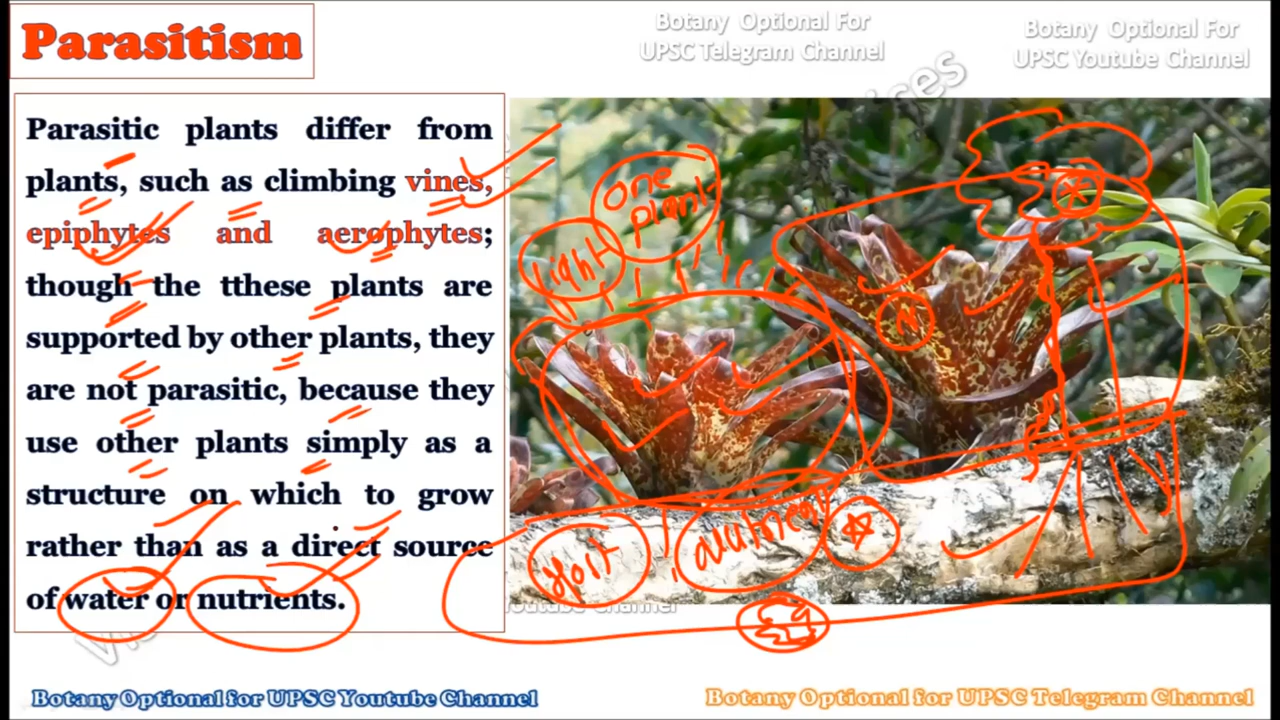 Parasitism
Botany Optional For
UPSC Telegram Channel
Botany Optional For
UPSC Youtube Channel
Parasitic plants differ from
plants, such as climbing vines,
epiphytes and aerophytes;
though the tthese plants are
supported by other plants, they
are not parasitic, because they
use other plants simply as a
structure on which to grow
rather than as a direct source
of water or nutrients.
one
plant
light
N
Host
Youtube Channel
Botany Optional for UPSC Youtube Channel
Botany Optional for UPSC Telegram Channel